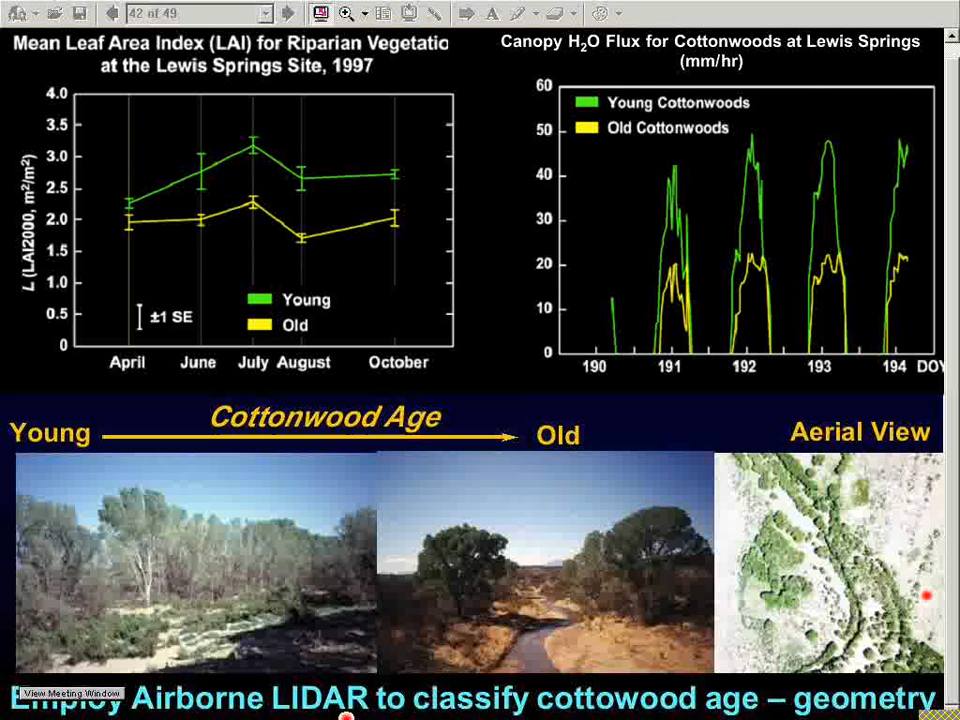 42 of 49
Mean Leaf Area Index (LAI) for Riparian Vegetatio
at the Lewis Springs Site, 1997
4.0
3.5
3.0
2.5
2.0
1.5
1.0
0.5
0
L (LAI2000, m2/m2)
±1 SE
Young
Old
April June July August October
Canopy H2O Flux for Cottonwoods at Lewis Springs
(mm/hr)
60
50
40
30
20
10
0
Young Cottonwoods
Old Cottonwoods
190 191 192 193 194 DOY
Cottonwood Age
Young
Old
Aerial View
View Meeting Window
Employ Airborne LIDAR to classify cottowood age – geometry